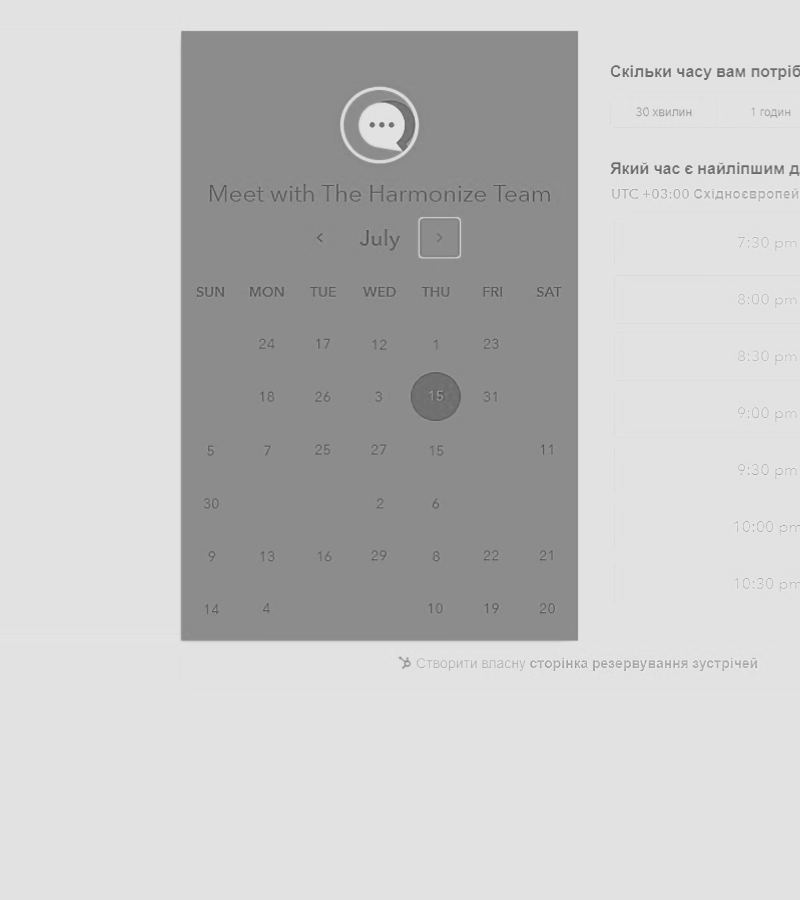 Скільки часу вам потріб
30 хвилин 1 годин
Meet with The Harmonize Team
Який час є найліпшим д
UTC +03:00 Східноєвропей
July
SUN MON TUE WED THU FRI SAT
24 17 12 1 23
18 26 3 15 31
5 7 25 27 15 11
30 2 6
9 13 16 29 8 22 21
14 4 10 19 20
7:30 pm
8:00 pm
8:30 pm
9:00 pm
9:30 pm
10:00 pm
10:30 pm
Створити власну сторінка резервування зустрічей